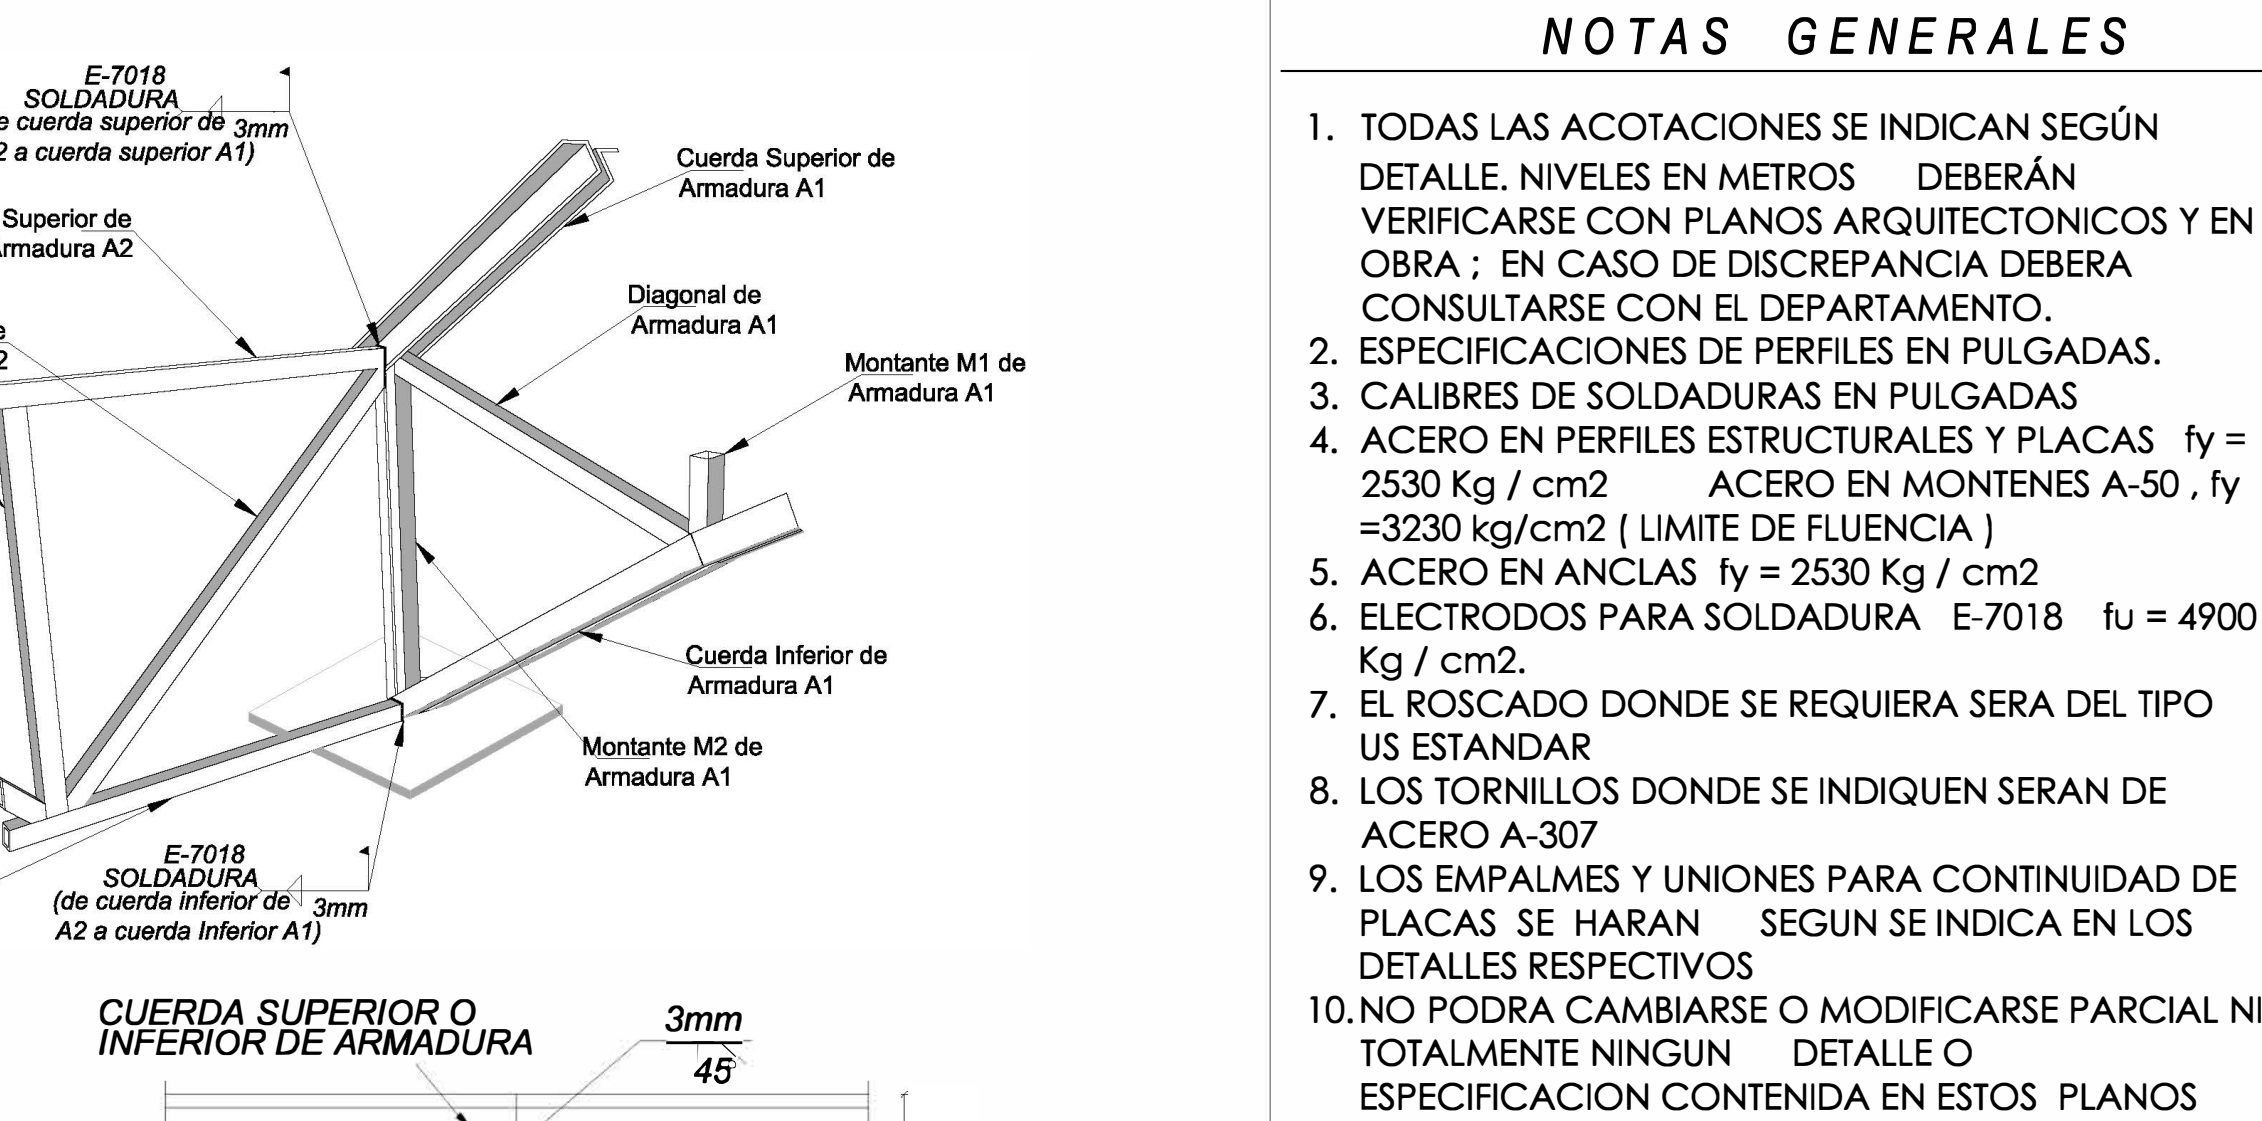 E-7018
SOLDADURA
cuerda superior de
a cuerda superior A1)
3mm
Superior de
A2
Cuerda Superior de
Armadura A1
Diagonal de
Armadura A1
Montante M1 de
Armadura A1
Cuerda Inferior de
Armadura A1
Montante M2 de
Armadura A1
E-7018
SOLDADURA
(de cuerda inferior de
A2 a cuerda Inferior A1)
3mm
CUERDA SUPERIOR O
INFERIOR DE ARMADURA
3mm
45°
NOTAS GENERALES
1. TODAS LAS ACOTACIONES SE INDICAN SEGÚN
DETALLE. NIVELES EN METROS DEBERÁN
VERIFICARSE CON PLANOS ARQUITECTONICOS Y EN
OBRA ; EN CASO DE DISCREPANCIA DEBERA
CONSULTARSE CON EL DEPARTAMENTO.
2. ESPECIFICACIONES DE PERFILES EN PULGADAS.
3. CALIBRES DE SOLDADURAS EN PULGADAS
4. ACERO EN PERFILES ESTRUCTURALES Y PLACAS fy =
2530 Kg / cm2 ACERO EN MONTENES A-50 , fy
=3230 kg/cm2 ( LIMITE DE FLUENCIA )
5. ACERO EN ANCLAS fy = 2530 Kg / cm2
6. ELECTRODOS PARA SOLDADURA E-7018 fu = 4900
Kg / cm2.
7. EL ROSCADO DONDE SE REQUIERA SERA DEL TIPO
US ESTANDAR
8. LOS TORNILLOS DONDE SE INDIQUEN SERAN DE
ACERO A-307
9. LOS EMPALMES Y UNIONES PARA CONTINUIDAD DE
PLACAS SE HARAN SEGUN SE INDICA EN LOS
DETALLES RESPECTIVOS
10. NO PODRA CAMBIARSE O MODIFICARSE PARCIAL NI
TOTALMENTE NINGUN DETALLE O
ESPECIFICACION CONTENIDA EN ESTOS PLANOS